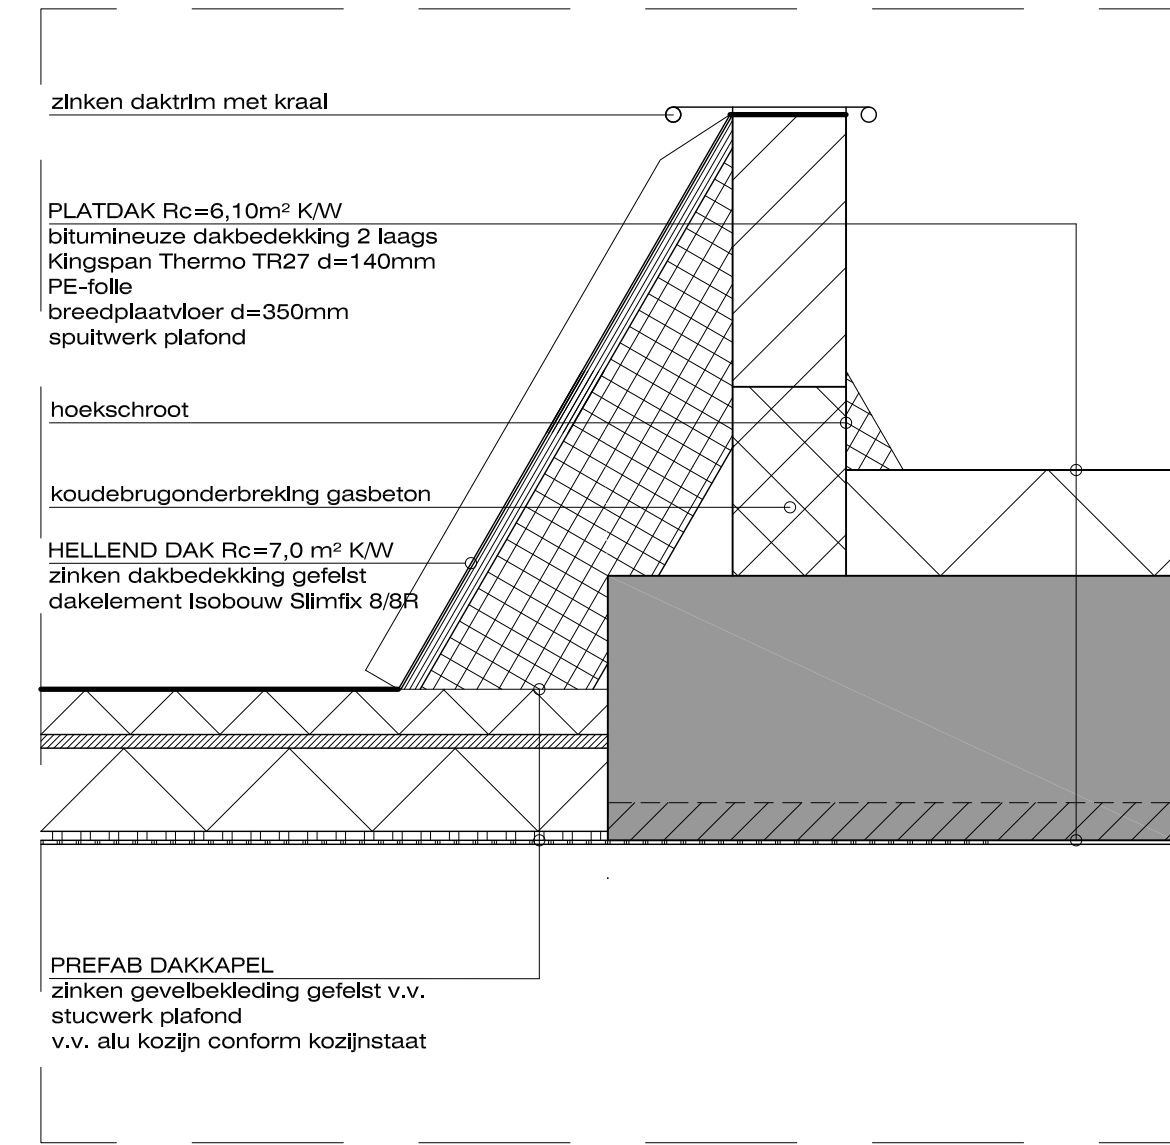 zinken daktrim met kraal
PLATDAK Rc=6,10m² K/W
bitumineuze dakbedekking 2 laags
Kingspan Thermo TR27 d=140mm
PE-folie
breedplaatvloer d=350mm
spuitwerk plafond
hoekschroot
koudebrugonderbreking gasbeton
HELLEND DAK Rc=7,0 m² K/W
zinken dakbedekking gefelst
dakelement Isobouw Slimfix 8/8R
PREFAB DAKKAPEL
zinken gevelbekleding gefelst v.v.
stucwerk plafond
v.v. alu kozijn conform kozijnstaat